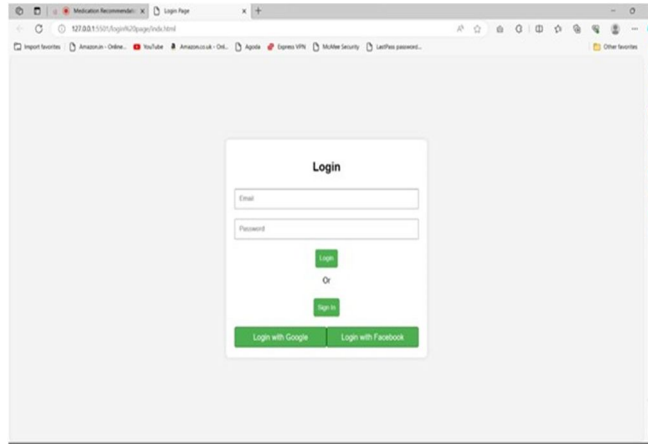 Medication Recommendatio
Login Page
127.0.0.1:5501/login%20page/indx.html
Import favorites
Amazon.in - Online...
YouTube
Amazon.co.uk - Onl...
Agoda
Express VPN
McAfee Security
LastPass password...
Other favorites
Login
Email
Password
Login
Or
Sign In
Login with Google
Login with Facebook